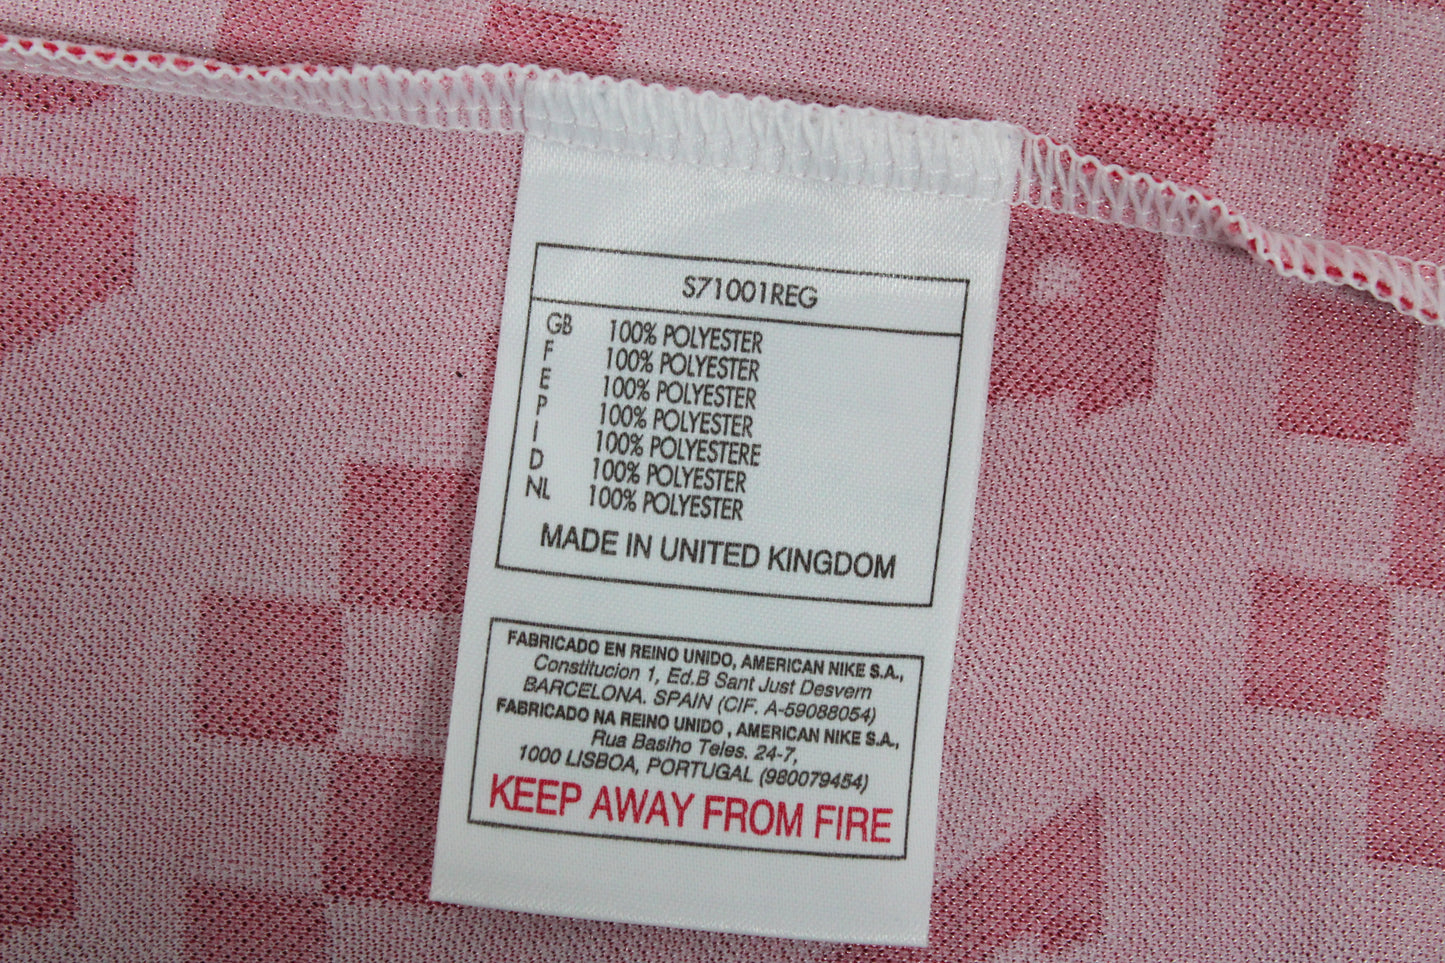 S71001REG
GB 100% POLYESTER
F 100% POLYESTER
E 100% POLYESTER
P 100% POLYESTER
I 100% POLYESTERE
D 100% POLYESTER
NL 100% POLYESTER
MADE IN UNITED KINGDOM
FABRICADO EN REINO UNIDO, AMERICAN NIKE S.A.,
Constitucion 1, Ed.B Sant Just Desvern
BARCELONA. SPAIN (CIF. A-59088054)
FABRICADO NA REINO UNIDO , AMERICAN NIKE S.A.,
Rua Baslho Teles. 24-7,
1000 LISBOA, PORTUGAL (980079454)
KEEP AWAY FROM FIRE